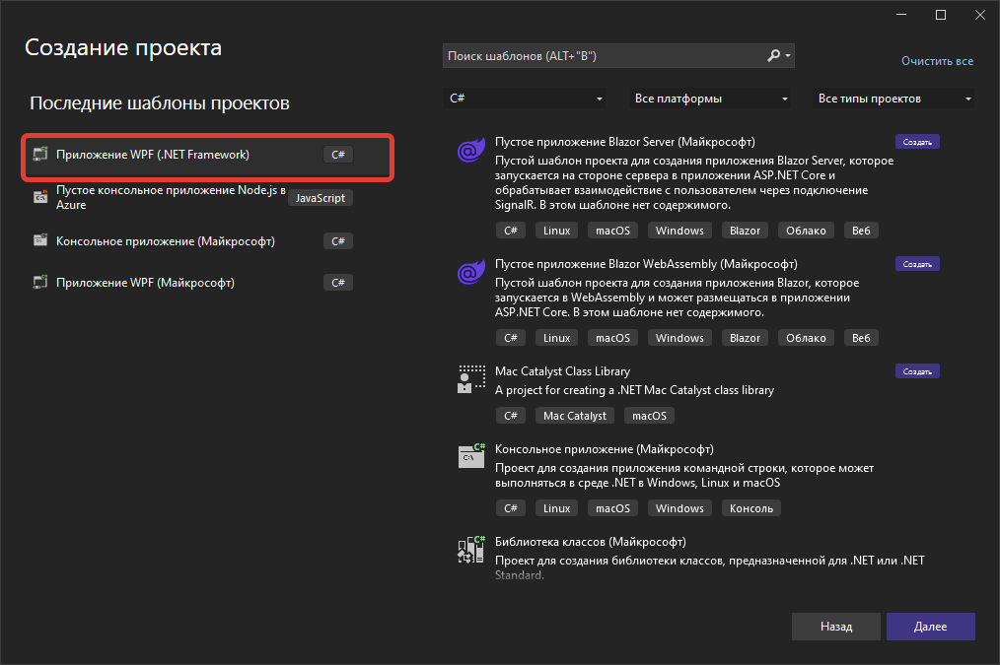 Создание проекта
Поиск шаблонов (ALT+"В")
Очистить все
Последние шаблоны проектов
C#
Все платформы
Все типы проектов
Приложение WPF (.NET Framework)
C#
Пустое консольное приложение Node.js в
Azure
JavaScript
Консольное приложение (Майкрософт)
C#
Приложение WPF (Майкрософт)
C#
Пустое приложение Blazor Server (Майкрософт)
Создать
Пустой шаблон проекта для создания приложения Blazor Server, которое
запускается на стороне сервера в приложении ASP.NET Core и
обрабатывает взаимодействие с пользователем через подключение
SignalR. В этом шаблоне нет содержимого.
C# Linux macOS Windows Blazor Облако Веб
Пустое приложение Blazor WebAssembly (Майкрософт)
Создать
Пустой шаблон проекта для создания приложения Blazor, которое
запускается в WebAssembly и может размещаться в приложении
ASP.NET Core. В этом шаблоне нет содержимого.
C# Linux macOS Windows Blazor Облако Веб
Mac Catalyst Class Library
Создать
A project for creating a .NET Mac Catalyst class library
C# Mac Catalyst macOS
Консольное приложение (Майкрософт)
Проект для создания приложения командной строки, которое может
выполняться в среде .NET в Windows, Linux и macOS
C# Linux macOS Windows Консоль
Библиотека классов (Майкрософт)
Проект для создания библиотеки классов, предназначенной для .NET или .NET
Standard.
Назад
Далее